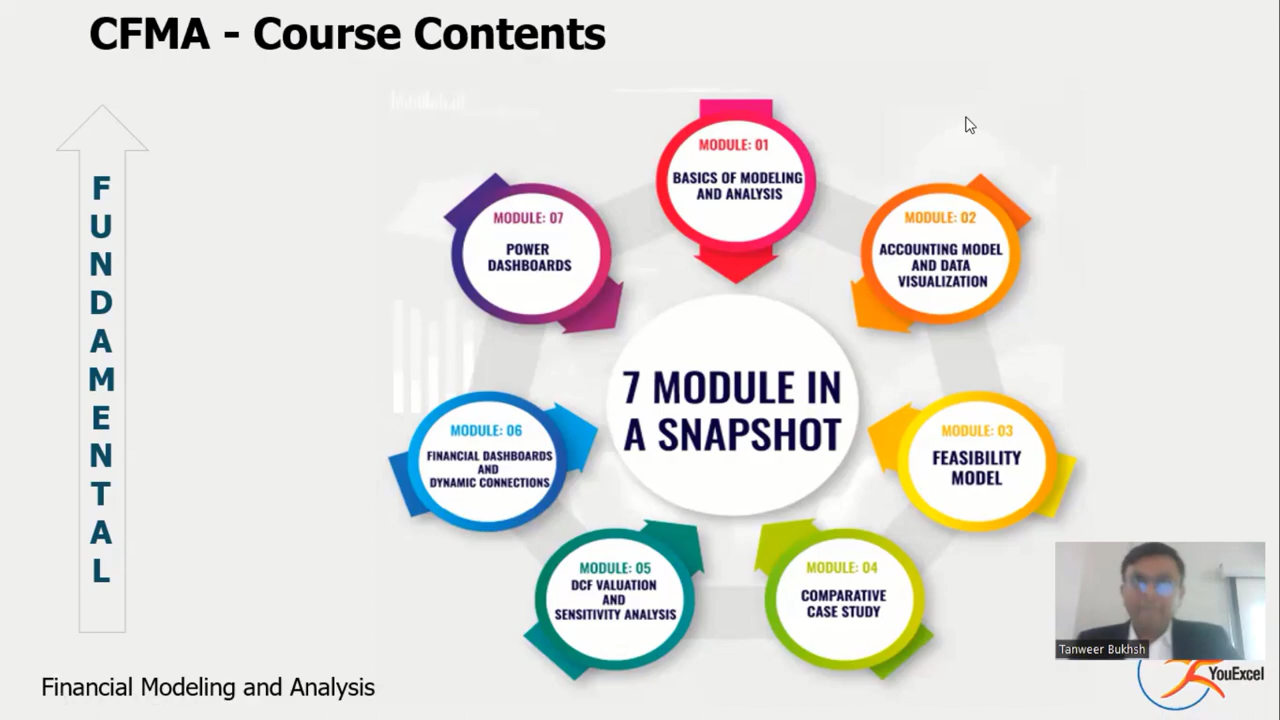 CFMA - Course Contents
F
U
N
D
A
M
E
N
T
A
L
MODULE: 01
BASICS OF MODELING
AND ANALYSIS
MODULE: 02
ACCOUNTING MODEL
AND DATA
VISUALIZATION
MODULE: 03
FEASIBILITY
MODEL
MODULE: 04
COMPARATIVE
CASE STUDY
MODULE: 05
DCF VALUATION
AND
SENSITIVITY ANALYSIS
MODULE: 06
FINANCIAL DASHBOARDS
AND
DYNAMIC CONNECTIONS
MODULE: 07
POWER
DASHBOARDS
7 MODULE IN
A SNAPSHOT
Tanweer Bukhsh
YouExcel
Financial Modeling and Analysis